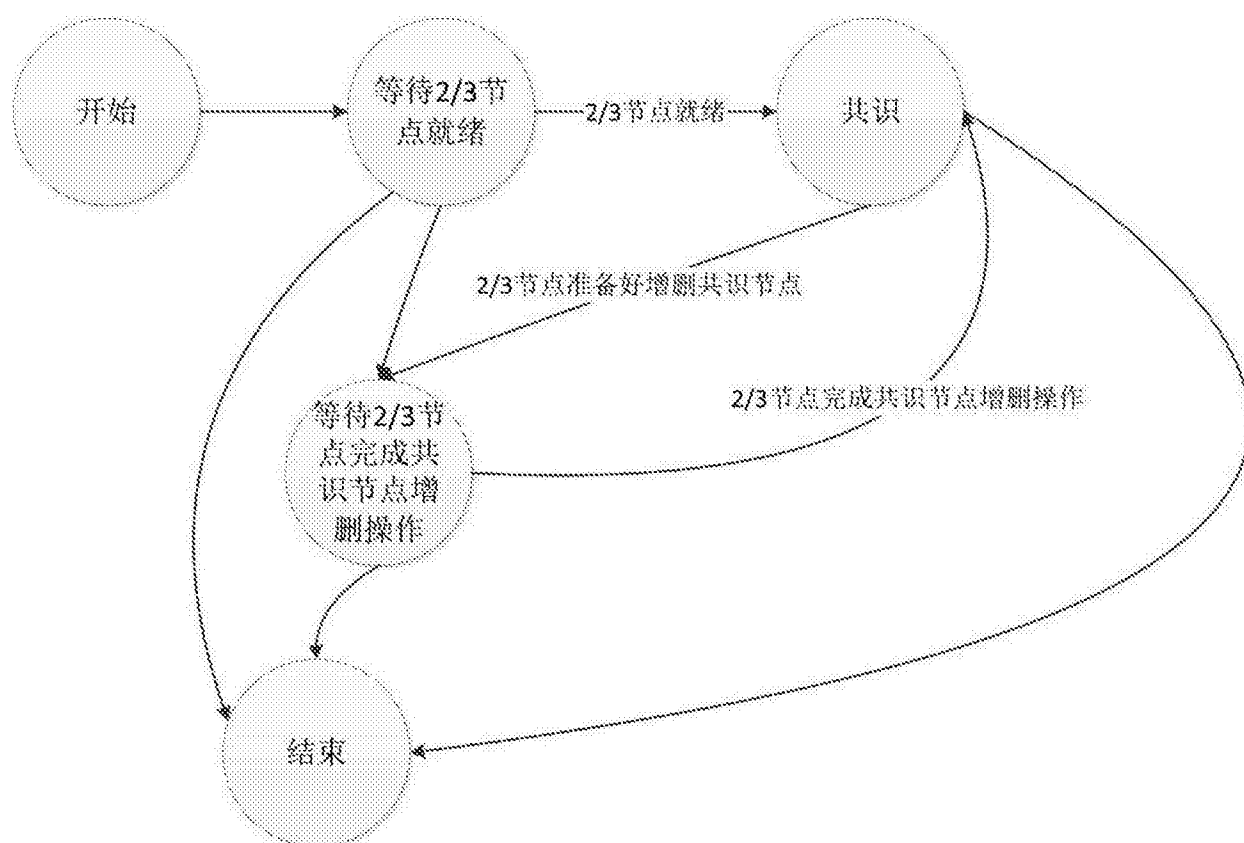 开始
等待2/3节
点就绪
2/3节点就绪
共识
2/3节点准备好增删共识节点
2/3节点完成共识节点增删操作
等待2/3节
点完成共
识节点增
删操作
结束